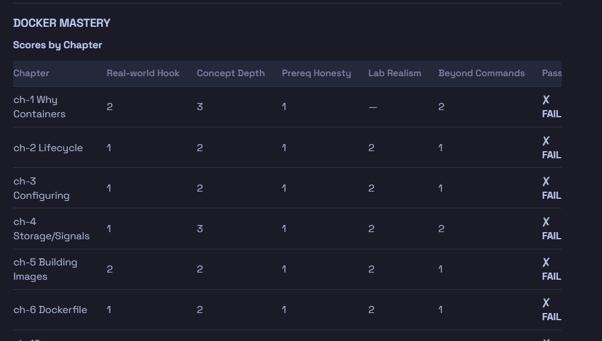 DOCKER MASTERY
Scores by Chapter
Chapter Real-world Hook Concept Depth Prereq Honesty Lab Realism Beyond Commands Pass
ch-1 Why Containers 2 3 1 — 2 ✗ FAIL
ch-2 Lifecycle 1 2 1 2 1 ✗ FAIL
ch-3 Configuring 1 2 1 2 1 ✗ FAIL
ch-4 Storage/Signals 1 3 1 2 2 ✗ FAIL
ch-5 Building Images 2 2 1 2 1 ✗ FAIL
ch-6 Dockerfile 1 2 1 2 1 ✗ FAIL